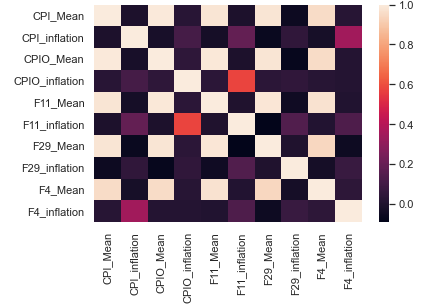 CPI_Mean
CPI_inflation
CPIO_Mean
CPIO_inflation
F11_Mean
F11_inflation
F29_Mean
F29_inflation
F4_Mean
F4_inflation
1.0
0.8
0.6
0.4
0.2
0.0
CPI_Mean
CPI_inflation
CPIO_Mean
CPIO_inflation
F11_Mean
F11_inflation
F29_Mean
F29_inflation
F4_Mean
F4_inflation